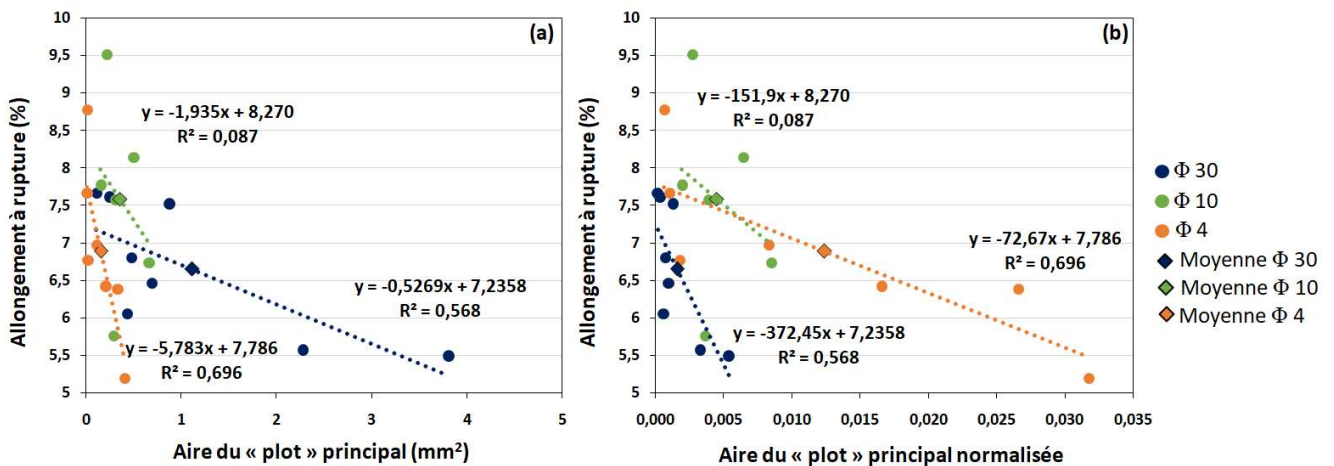 (a)
Allongement à rupture (%)
10
9,5
9
8,5
8
7,5
7
6,5
6
5,5
5
y = -1,935x + 8,270
R² = 0,087
y = -0,5269x + 7,2358
R² = 0,568
y = -5,783x + 7,786
R² = 0,696
0 1 2 3 4 5
Aire du « plot » principal (mm²)
(b)
Allongement à rupture (%)
10
9,5
9
8,5
8
7,5
7
6,5
6
5,5
5
y = -151,9x + 8,270
R² = 0,087
y = -72,67x + 7,786
R² = 0,696
y = -372,45x + 7,2358
R² = 0,568
0,000 0,005 0,010 0,015 0,020 0,025 0,030 0,035
Aire du « plot » principal normalisée
Φ 30
Φ 10
Φ 4
Moyenne Φ 30
Moyenne Φ 10
Moyenne Φ 4